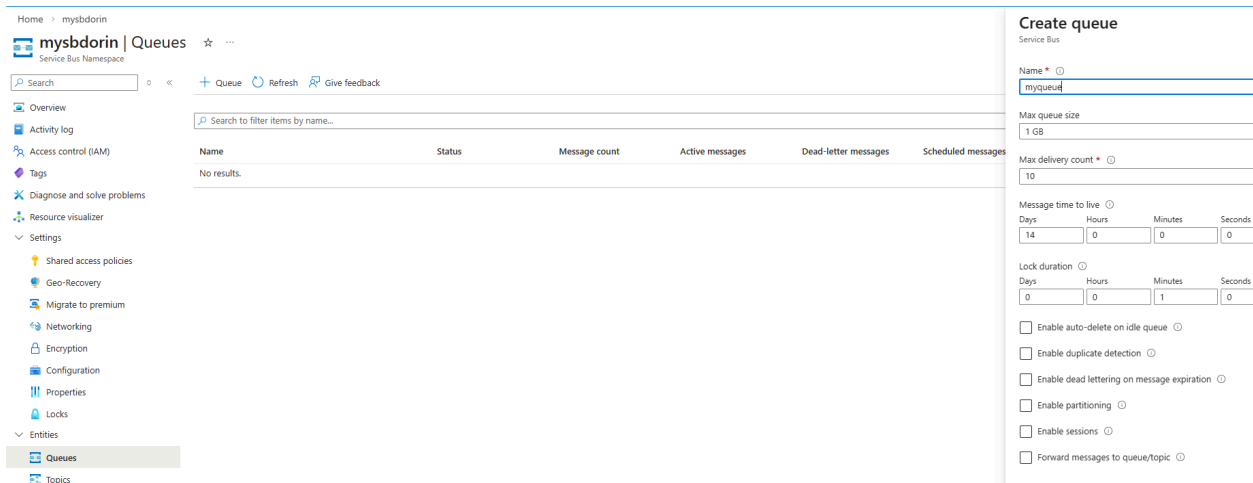 Home > mysbdorin
mysbdorin | Queues
Service Bus Namespace
Search
Overview
Activity log
Access control (IAM)
Tags
Diagnose and solve problems
Resource visualizer
Settings
Shared access policies
Geo-Recovery
Migrate to premium
Networking
Encryption
Configuration
Properties
Locks
Entities
Queues
Topics
Queue Refresh Give feedback
Search to filter items by name...
Name Status Message count Active messages Dead-letter messages Scheduled messages
No results.
Create queue
Service Bus
Name *
myqueue
Max queue size
1 GB
Max delivery count *
10
Message time to live
Days Hours Minutes Seconds
14 0 0 0
Lock duration
Days Hours Minutes Seconds
0 0 1 0
Enable auto-delete on idle queue
Enable duplicate detection
Enable dead lettering on message expiration
Enable partitioning
Enable sessions
Forward messages to queue/topic